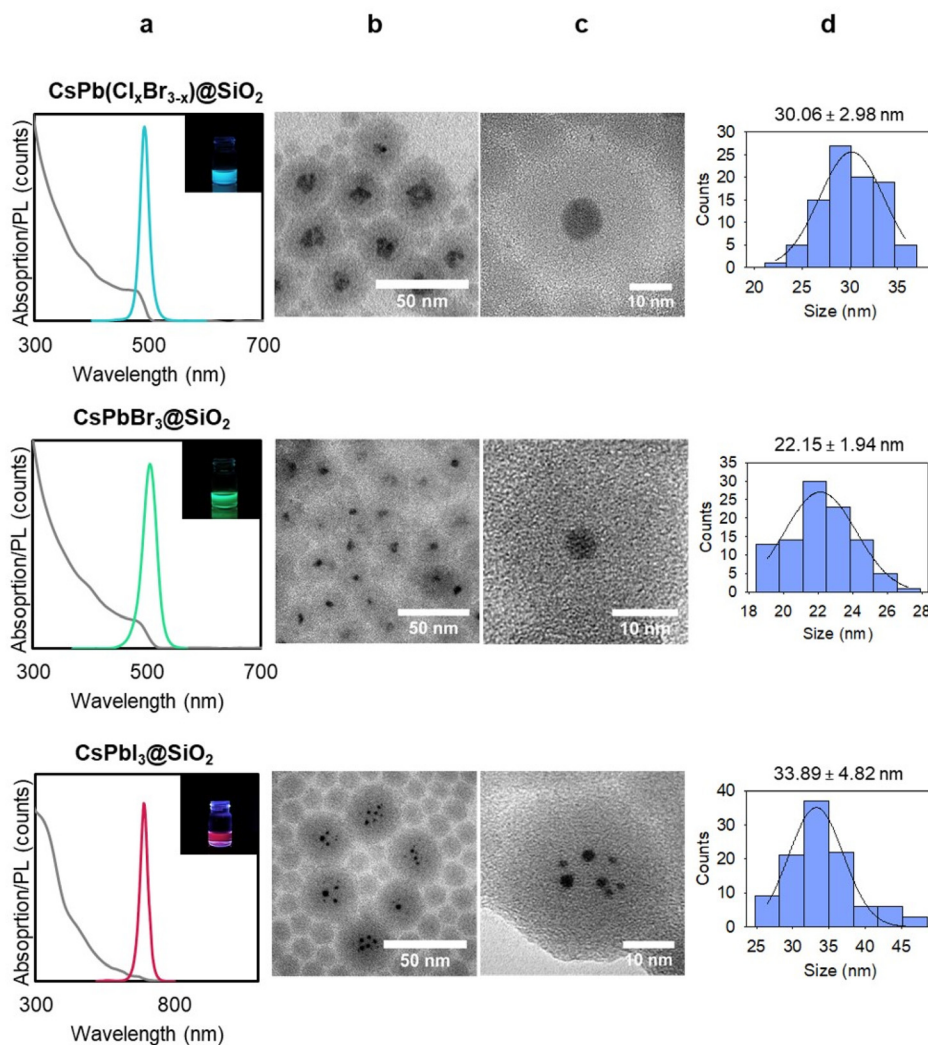 a b c d
CsPb(ClₓBr₃₋ₓ)@SiO₂
Absoprtion/PL (counts)
300 500 700
Wavelength (nm)
50 nm
10 nm
30.06 ± 2.98 nm
Counts
30
25
20
15
10
5
0
20 25 30 35
Size (nm)
CsPbBr₃@SiO₂
Absoprtion/PL (counts)
300 500 700
Wavelength (nm)
50 nm
10 nm
22.15 ± 1.94 nm
Counts
35
30
25
20
15
10
5
0
18 20 22 24 26 28
Size (nm)
CsPbI₃@SiO₂
Absoprtion/PL (counts)
300 800
Wavelength (nm)
50 nm
10 nm
33.89 ± 4.82 nm
Counts
40
30
20
10
0
25 30 35 40 45
Size (nm)